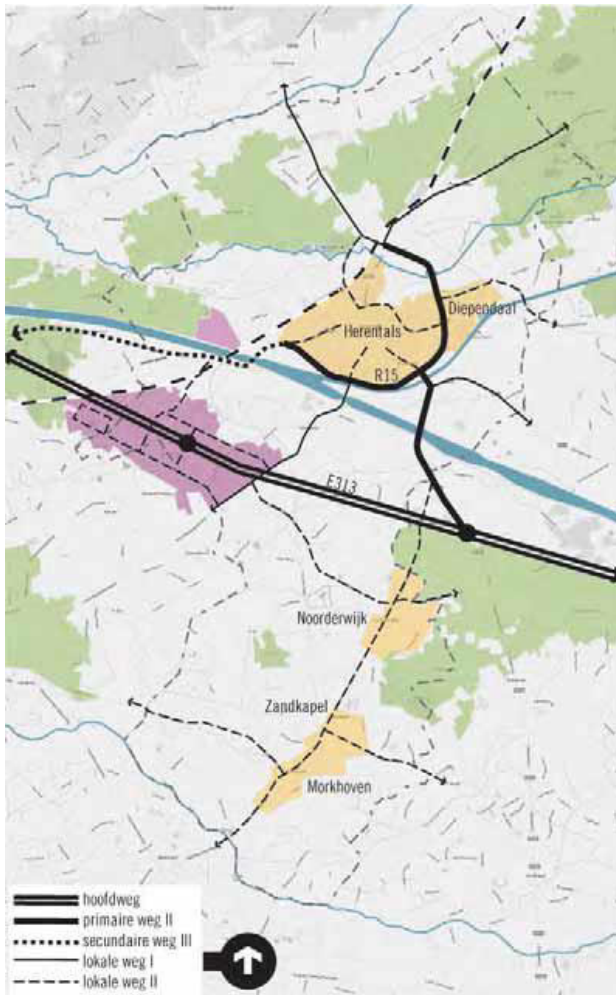 Diependaal
Herentals
R15
E313
Noorderwijk
Zandkapel
Morkhoven
hoofdweg
primaire weg II
secundaire weg III
lokale weg I
lokale weg II